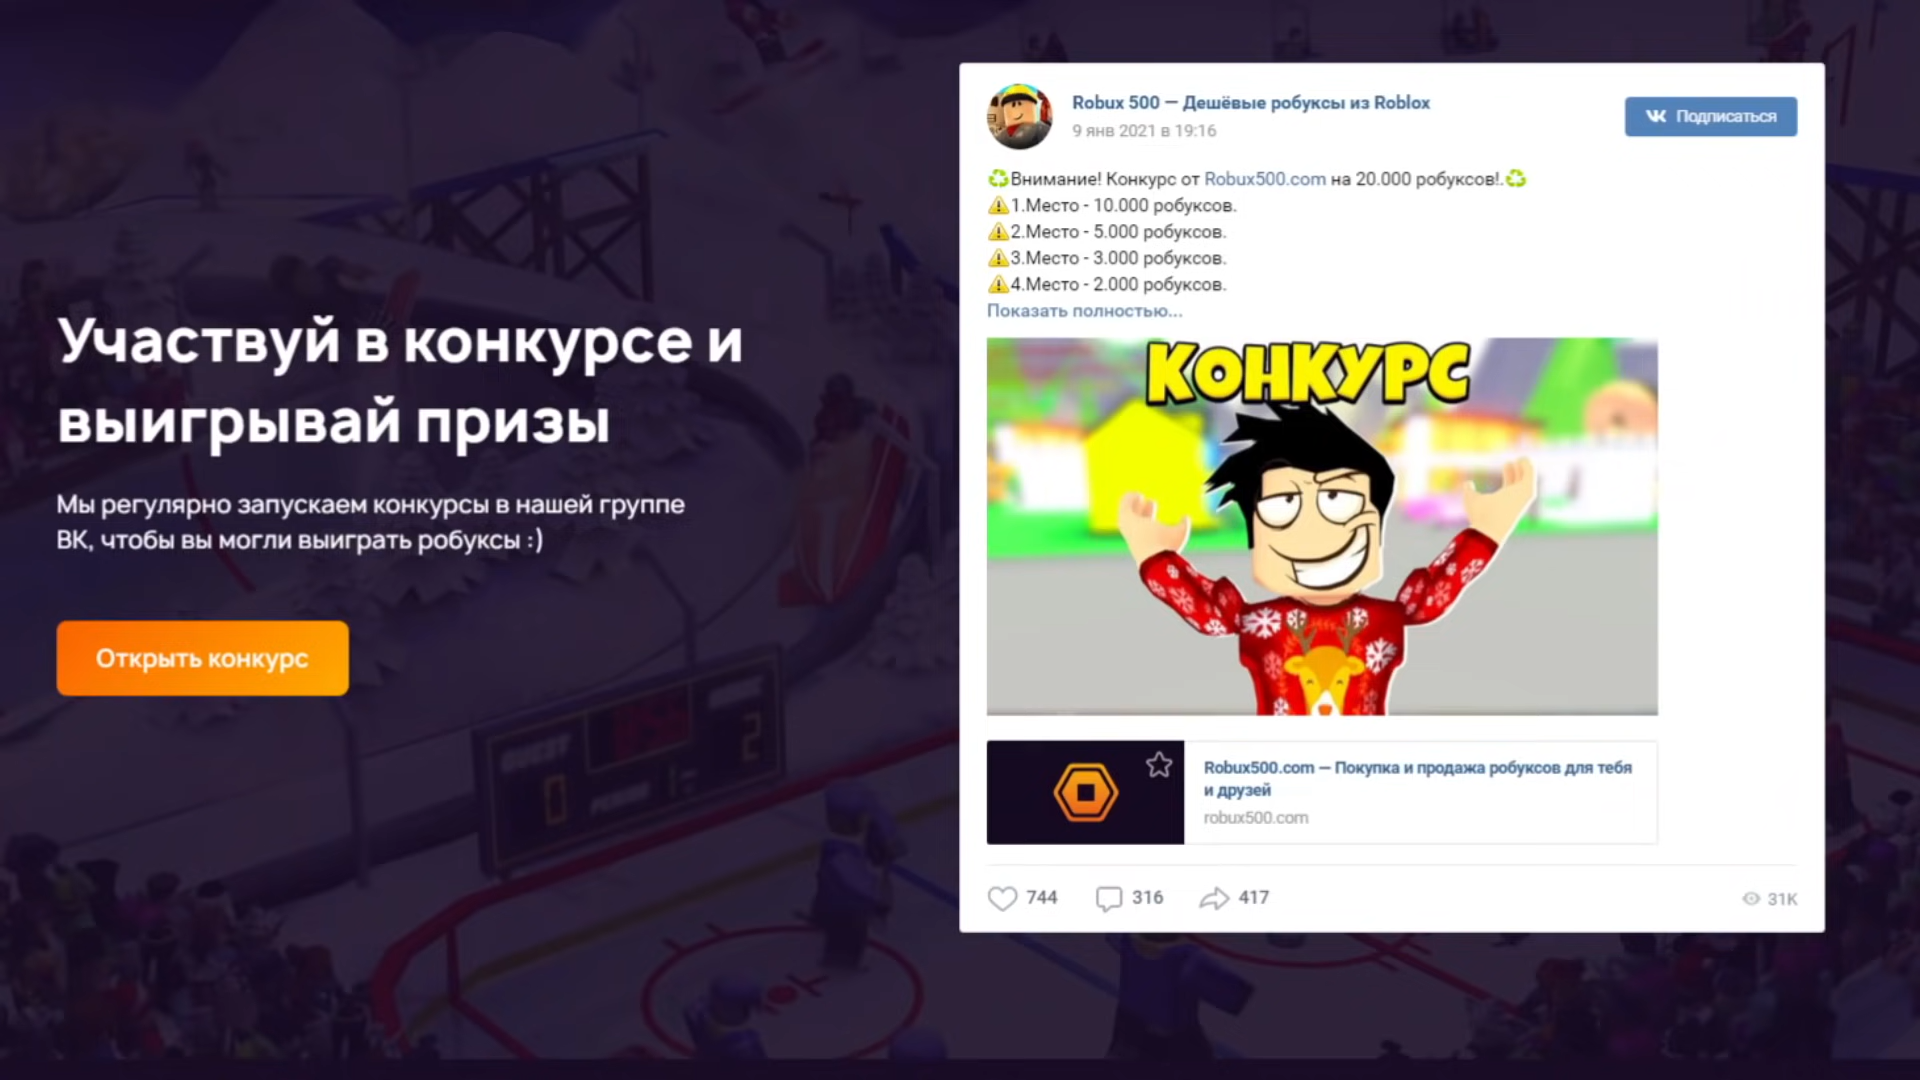 Участвуй в конкурсе и
выигрывай призы
Мы регулярно запускаем конкурсы в нашей группе
ВК, чтобы вы могли выиграть робуксы :)
Открыть конкурс
Robux 500 — Дешёвые робуксы из Roblox
9 янв 2021 в 19:16
Подписаться
♻Внимание! Конкурс от Robux500.com на 20.000 робуксов!.♻
⚠1.Место - 10.000 робуксов.
⚠2.Место - 5.000 робуксов.
⚠3.Место - 3.000 робуксов.
⚠4.Место - 2.000 робуксов.
Показать полностью...
КОНКУРС
Robux500.com — Покупка и продажа робуксов для тебя
и друзей
robux500.com
744 316 417 31K